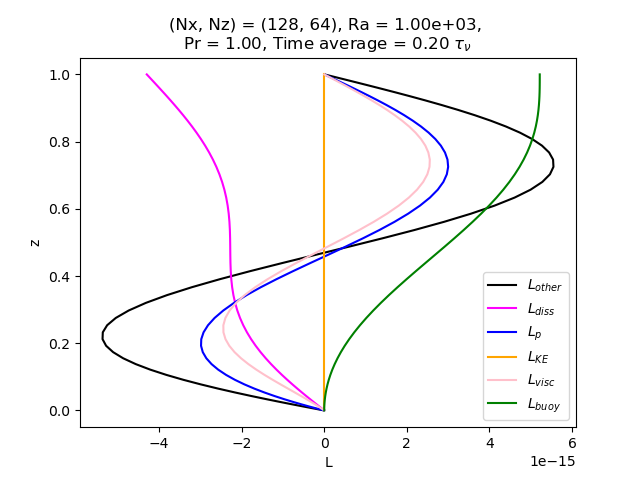 (Nx, Nz) = (128, 64), Ra = 1.00e+03,
Pr = 1.00, Time average = 0.20 τ_ν
1.0
0.8
0.6
0.4
0.2
0.0
z
L_other
L_diss
L_p
L_KE
L_visc
L_buoy
−4
−2
0
2
4
6
L
1e−15